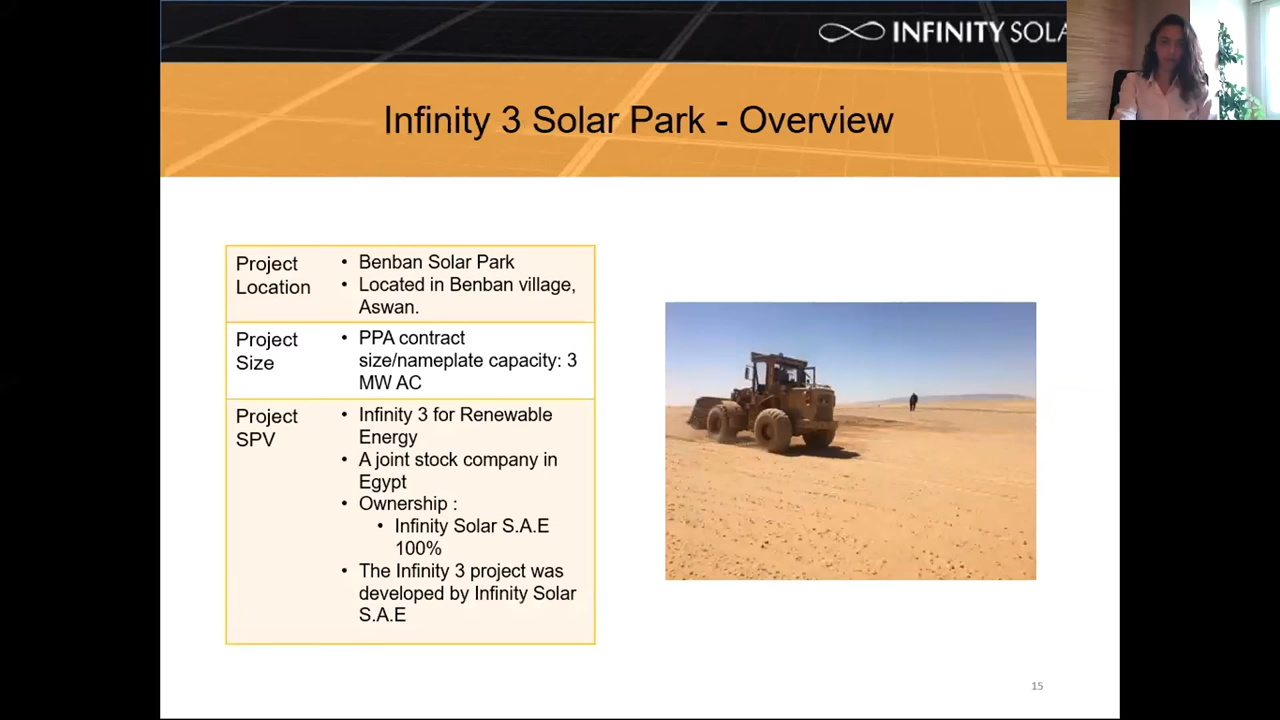 INFINITY
Infinity 3 Solar Park - Overview
Project
Location
• Benban Solar Park
• Located in Benban village,
Aswan.
Project
Size
• PPA contract
size/nameplate capacity: 3
MW AC
Project
SPV
• Infinity 3 for Renewable
Energy
• A joint stock company in
Egypt
• Ownership :
• Infinity Solar S.A.E
100%
• The Infinity 3 project was
developed by Infinity Solar
S.A.E
15